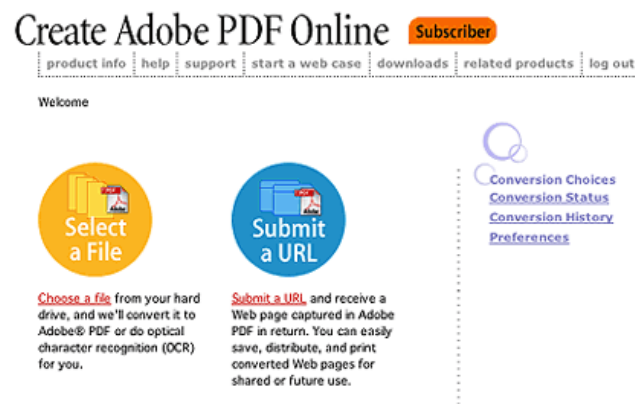 Create Adobe PDF Online Subscriber
product info help support start a web case downloads related products log out
Welcome
Select
a File
Submit
a URL
Choose a file from your hard
drive, and we'll convert it to
Adobe® PDF or do optical
character recognition (OCR)
for you.
Submit a URL and receive a
Web page captured in Adobe
PDF in return. You can easily
save, distribute, and print
converted Web pages for
shared or future use.
Conversion Choices
Conversion Status
Conversion History
Preferences